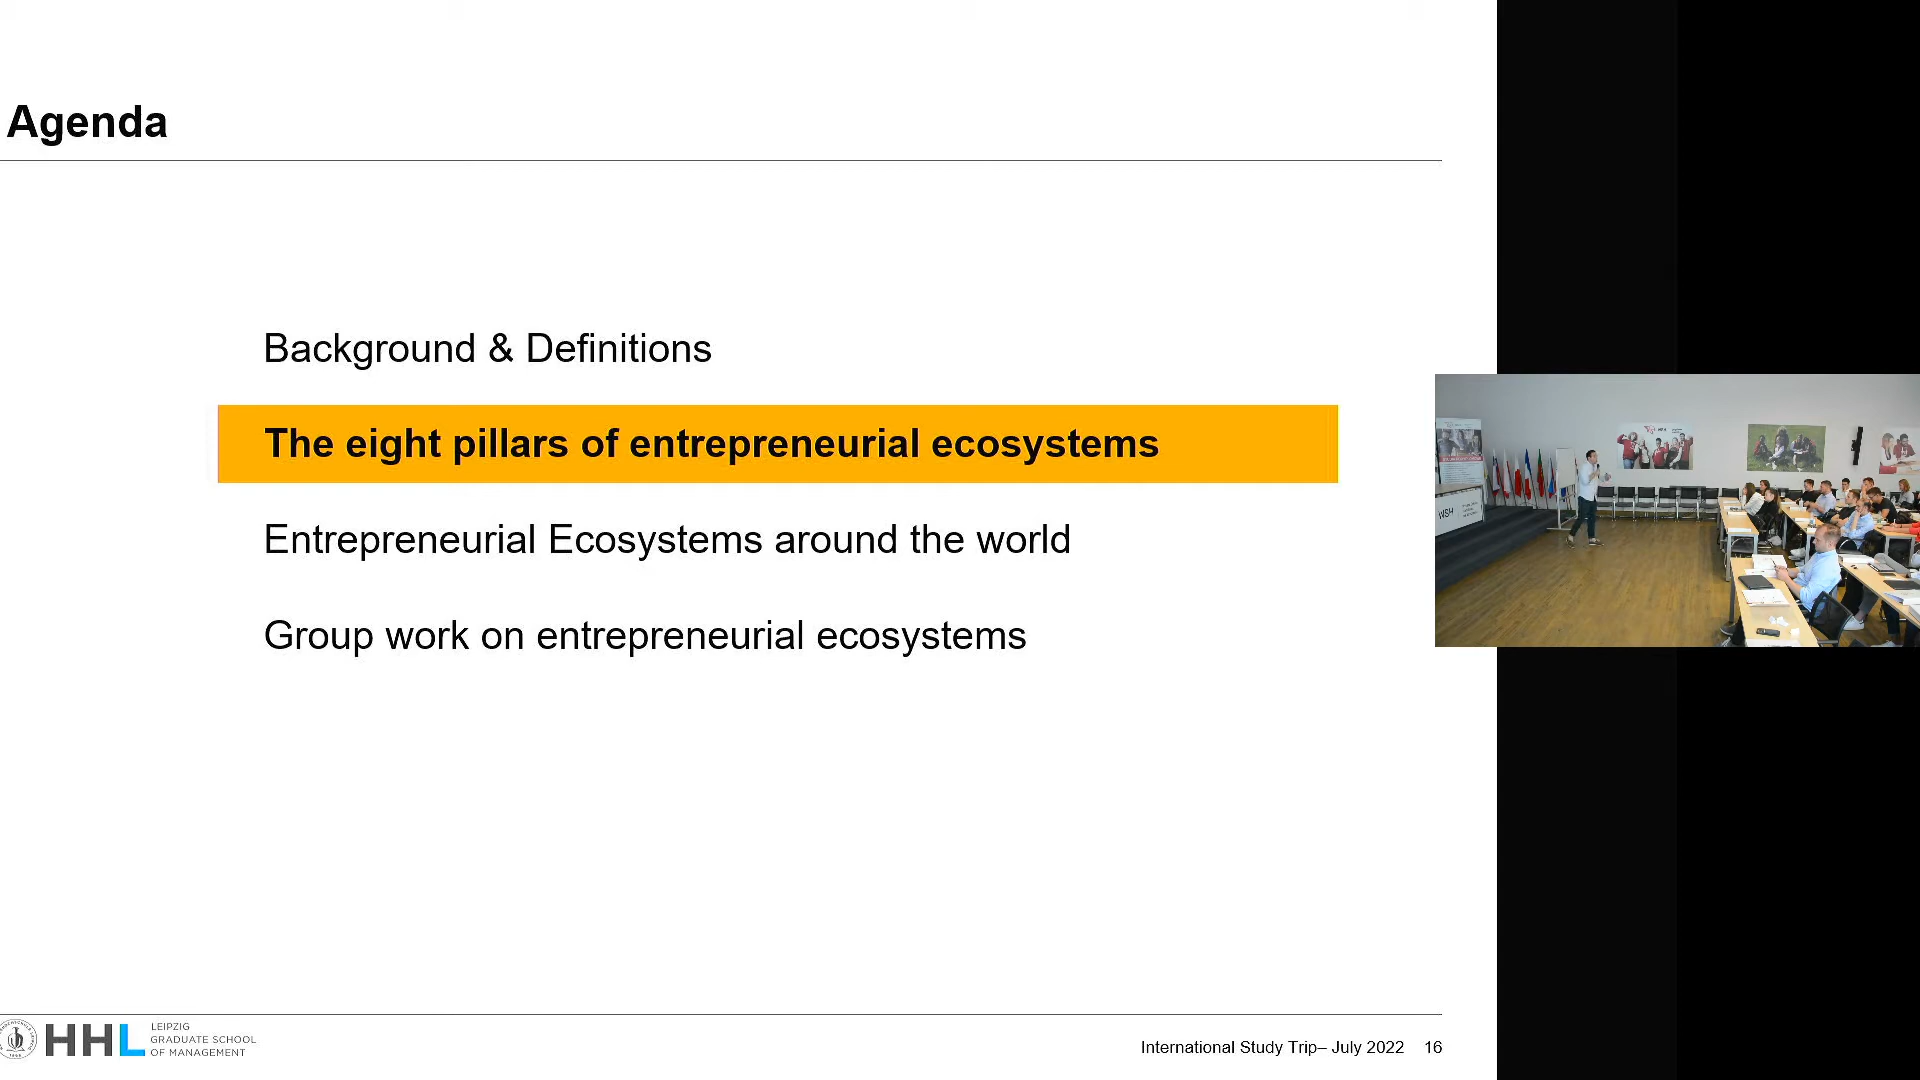 Agenda
Background & Definitions
The eight pillars of entrepreneurial ecosystems
Entrepreneurial Ecosystems around the world
Group work on entrepreneurial ecosystems
HHL
LEIPZIG
GRADUATE SCHOOL
OF MANAGEMENT
International Study Trip– July 2022 16
WSH